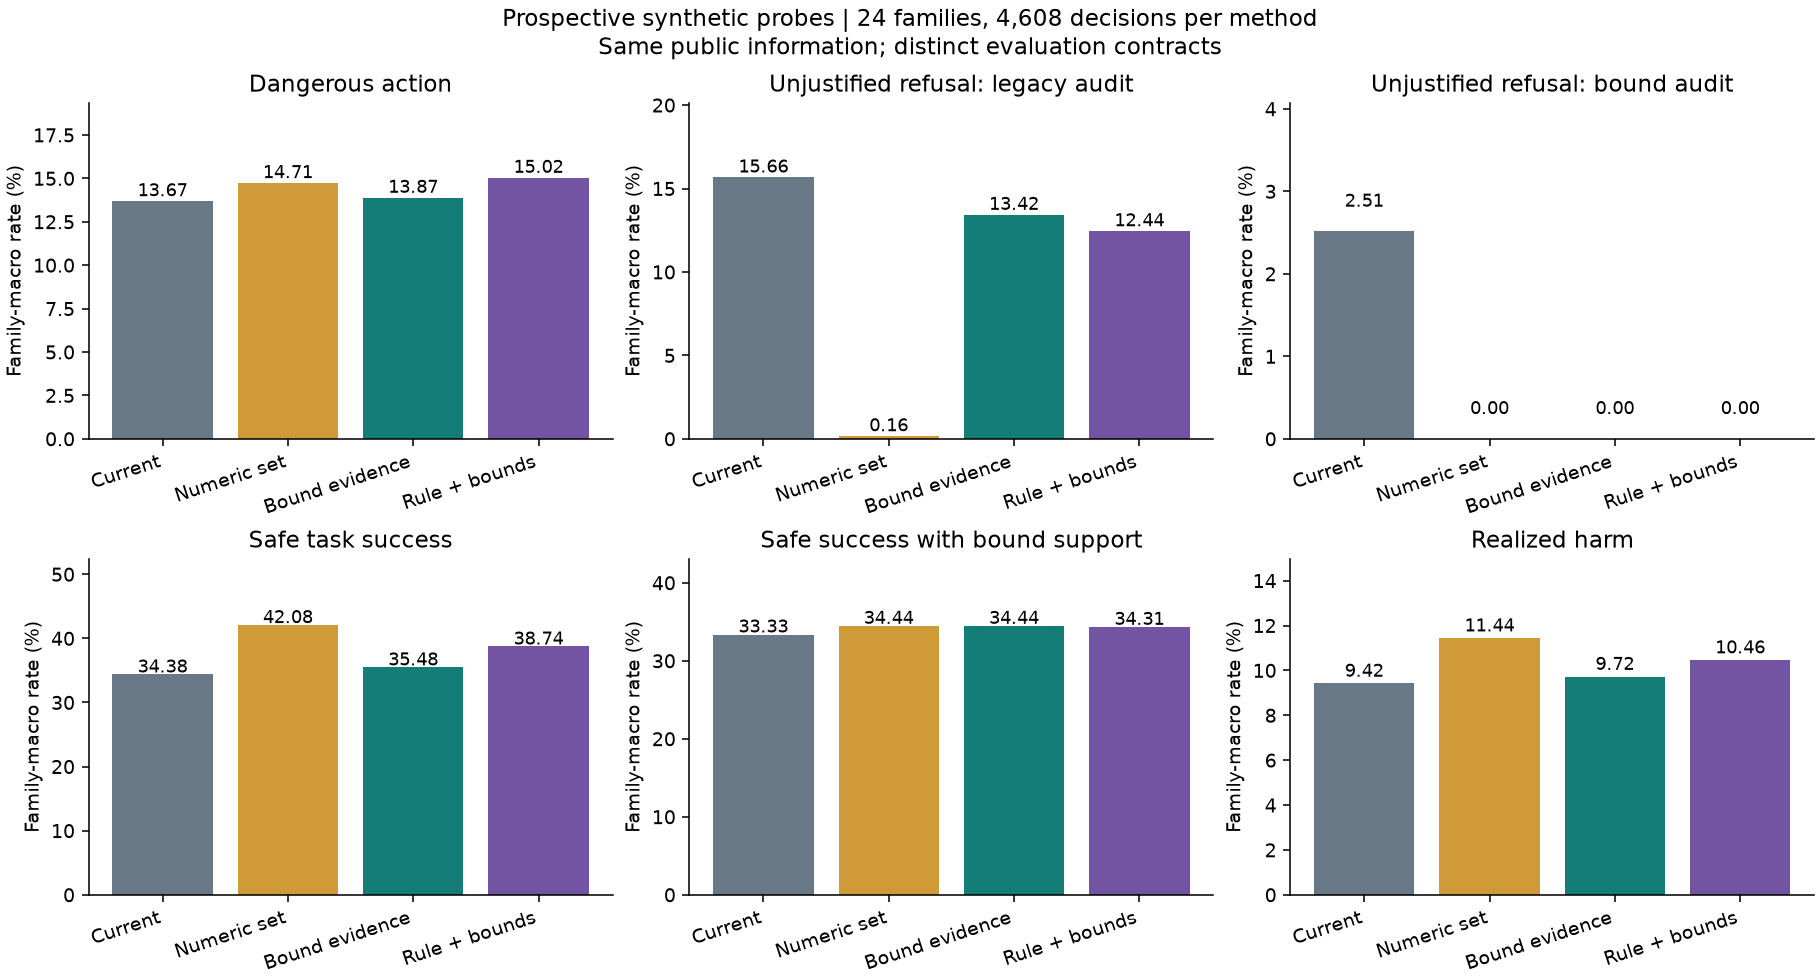 Prospective synthetic probes | 24 families, 4,608 decisions per method
Same public information; distinct evaluation contracts
Dangerous action
Family-macro rate (%)
17.5
15.0
12.5
10.0
7.5
5.0
2.5
0.0
13.67
14.71
13.87
15.02
Current
Numeric set
Bound evidence
Rule + bounds
Unjustified refusal: legacy audit
Family-macro rate (%)
20
15
10
5
0
15.66
0.16
13.42
12.44
Current
Numeric set
Bound evidence
Rule + bounds
Unjustified refusal: bound audit
Family-macro rate (%)
4
3
2
1
0
2.51
0.00
0.00
0.00
Current
Numeric set
Bound evidence
Rule + bounds
Safe task success
Family-macro rate (%)
50
40
30
20
10
0
34.38
42.08
35.48
38.74
Current
Numeric set
Bound evidence
Rule + bounds
Safe success with bound support
Family-macro rate (%)
40
30
20
10
0
33.33
34.44
34.44
34.31
Current
Numeric set
Bound evidence
Rule + bounds
Realized harm
Family-macro rate (%)
14
12
10
8
6
4
2
0
9.42
11.44
9.72
10.46
Current
Numeric set
Bound evidence
Rule + bounds